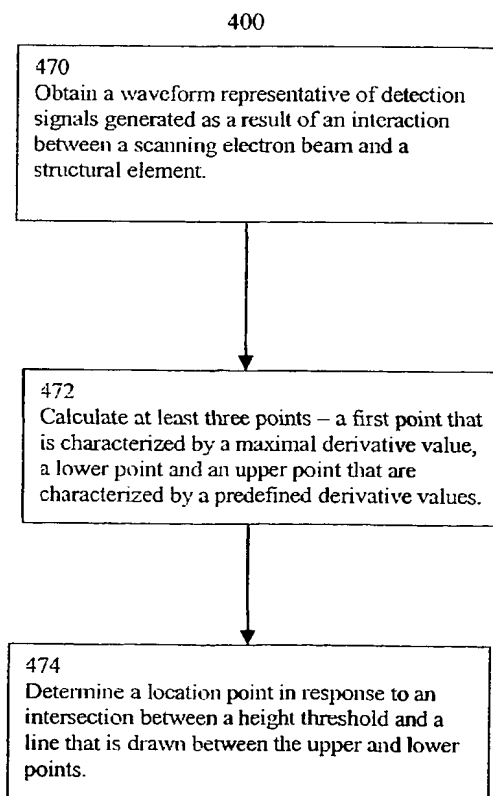 400
470
Obtain a waveform representative of detection
signals generated as a result of an interaction
between a scanning electron beam and a
structural element.
472
Calculate at least three points – a first point that
is characterized by a maximal derivative value,
a lower point and an upper point that are
characterized by a predefined derivative values.
474
Determine a location point in response to an
intersection between a height threshold and a
line that is drawn between the upper and lower
points.